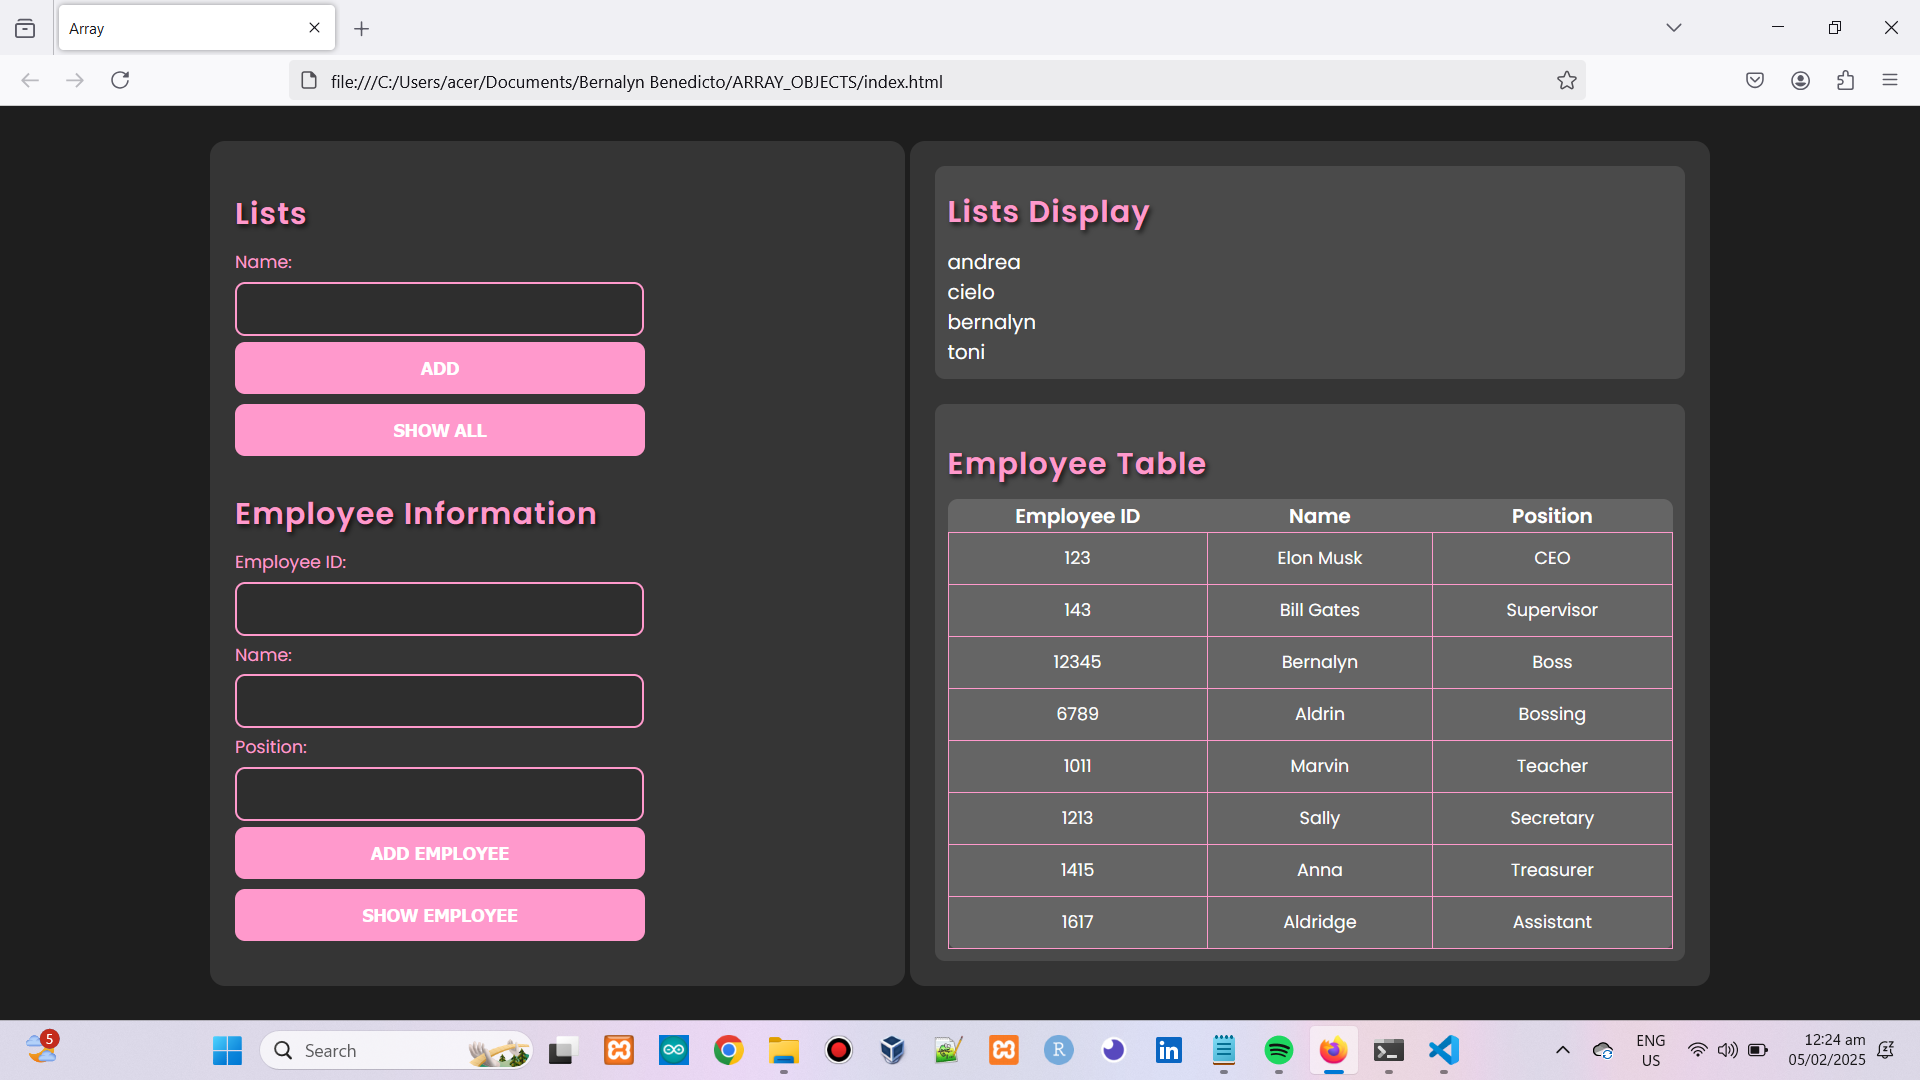 Array
file:///C:/Users/acer/Documents/Bernalyn Benedicto/ARRAY_OBJECTS/index.html
Lists
Name:
ADD
SHOW ALL
Employee Information
Employee ID:
Name:
Position:
ADD EMPLOYEE
SHOW EMPLOYEE
Lists Display
andrea
cielo
bernalyn
toni
Employee Table
Employee ID Name Position
123 Elon Musk CEO
143 Bill Gates Supervisor
12345 Bernalyn Boss
6789 Aldrin Bossing
1011 Marvin Teacher
1213 Sally Secretary
1415 Anna Treasurer
1617 Aldridge Assistant
5
Search
R
in
ENG
US
12:24 am
05/02/2025